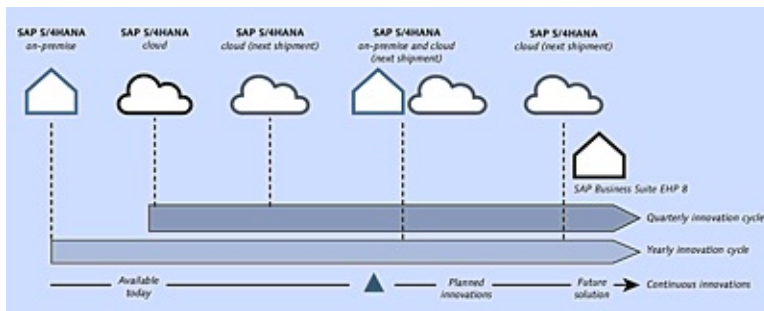 SAP S/4HANA
on-premise
SAP S/4HANA
cloud
SAP S/4HANA
cloud (next shipment)
SAP S/4HANA
on-premise and cloud
(next shipment)
SAP S/4HANA
cloud (next shipment)
SAP Business Suite EHP 8
Quarterly innovation cycle
Yearly innovation cycle
Available
today
Planned
innovations
Future
solution
Continuous innovations